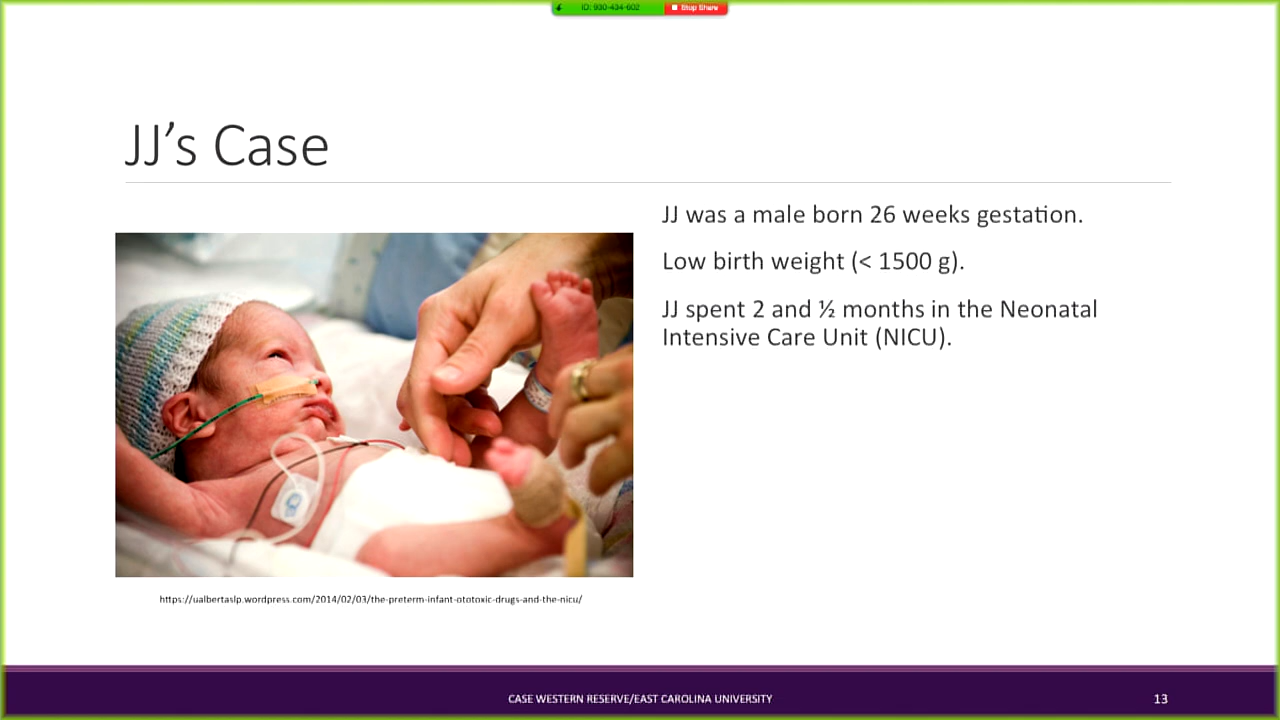 ID: 930-434-602
Stop Share
JJ’s Case
JJ was a male born 26 weeks gestation.
Low birth weight (< 1500 g).
JJ spent 2 and ½ months in the Neonatal
Intensive Care Unit (NICU).
https://ualbertaslp.wordpress.com/2014/02/03/the-preterm-infant-ototoxic-drugs-and-the-nicu/
CASE WESTERN RESERVE/EAST CAROLINA UNIVERSITY
13